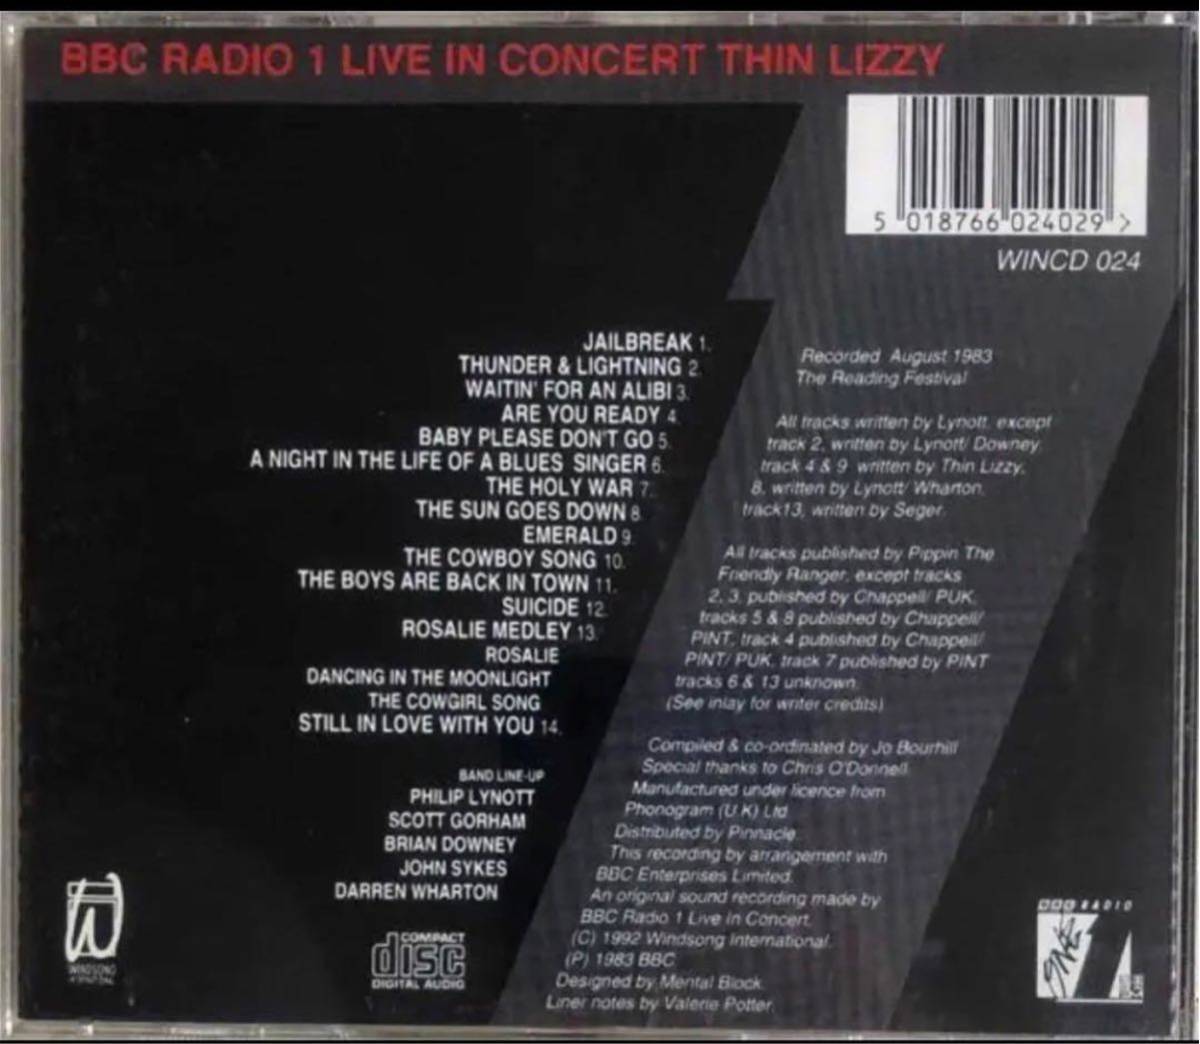 BBC RADIO 1 LIVE IN CONCERT THIN LIZZY
5 018766 024029 >
WINCD 024
JAILBREAK 1.
THUNDER & LIGHTNING 2.
WAITIN' FOR AN ALIBI 3.
ARE YOU READY 4.
BABY PLEASE DON'T GO 5.
A NIGHT IN THE LIFE OF A BLUES SINGER 6.
THE HOLY WAR 7.
THE SUN GOES DOWN 8.
EMERALD 9.
THE COWBOY SONG 10.
THE BOYS ARE BACK IN TOWN 11.
SUICIDE 12.
ROSALIE MEDLEY 13.
ROSALIE
DANCING IN THE MOONLIGHT
THE COWGIRL SONG
STILL IN LOVE WITH YOU 14.
BAND LINE-UP
PHILIP LYNOTT
SCOTT GORHAM
BRIAN DOWNEY
JOHN SYKES
DARREN WHARTON
Recorded August 1983
The Reading Festival
All tracks written by Lynott, except
track 2, written by Lynott/ Downey,
track 4 & 9 written by Thin Lizzy,
8, written by Lynott/ Wharton,
track13, written by Seger.
All tracks published by Pippin The
Friendly Ranger, except tracks
2, 3, published by Chappell/ PUK,
tracks 5 & 8 published by Chappell/
PINT, track 4 published by Chappell/
PINT/ PUK, track 7 published by PINT
tracks 6 & 13 unknown.
(See inlay for writer credits)
Compiled & co-ordinated by Jo Bourhill
Special thanks to Chris O'Donnell
Manufactured under licence from
Phonogram (U.K) Ltd
Distributed by Pinnacle.
This recording by arrangement with
BBC Enterprises Limited.
An original sound recording made by
BBC Radio 1 Live in Concert.
(C) 1992 Windsong International.
(P) 1983 BBC
Designed by Mental Block.
Liner notes by Valerie Potter.
WINDSONG
INTERNATIONAL
COMPACT
disc
DIGITAL AUDIO
BBC RADIO
1
LIVE